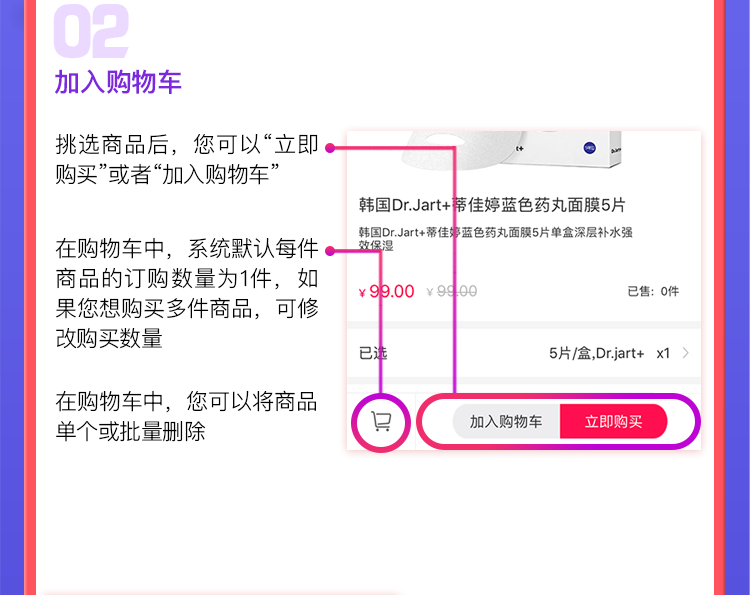 02
加入购物车
挑选商品后，您可以“立即
购买”或者“加入购物车”
在购物车中，系统默认每件
商品的订购数量为1件，如
果您想购买多件商品，可修
改购买数量
在购物车中，您可以将商品
单个或批量删除
韩国Dr.Jart+蒂佳婷蓝色药丸面膜5片
韩国Dr.Jart+蒂佳婷蓝色药丸面膜5片单盒深层补水强
效保湿
¥ 99.00 ¥ 99.00 已售：0件
已选 5片/盒,Dr.jart+ x1
加入购物车 立即购买